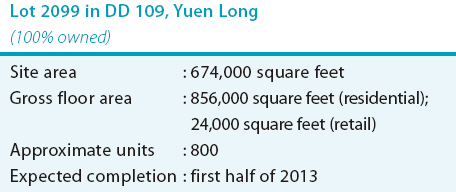 Lot 2099 in DD 109, Yuen Long
(100% owned)
Site area : 674,000 square feet
Gross floor area : 856,000 square feet (residential);
24,000 square feet (retail)
Approximate units : 800
Expected completion : first half of 2013